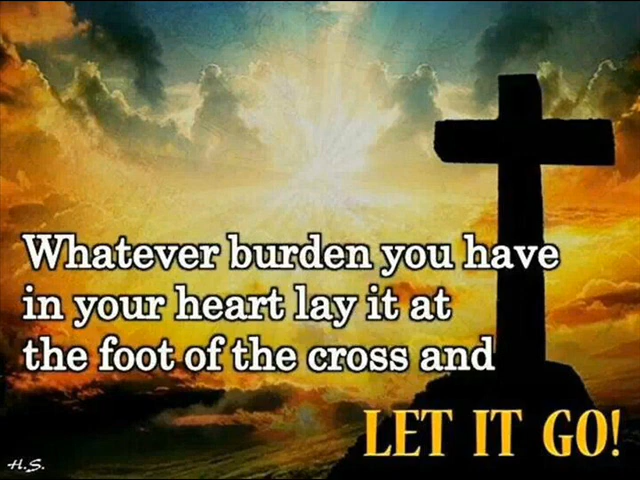 Whatever burden you have
in your heart lay it at
the foot of the cross and
LET IT GO!
H.S.